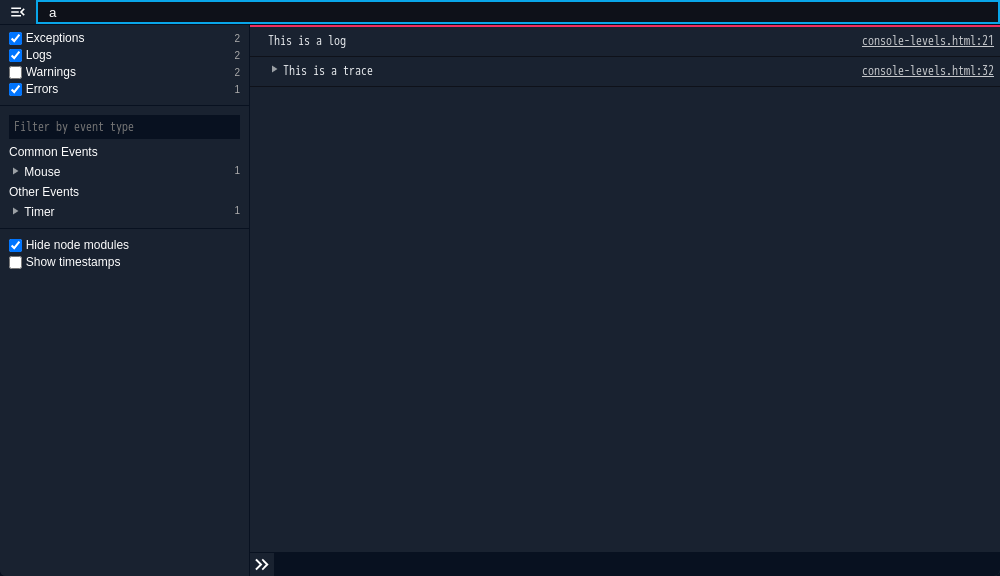 a
Exceptions 2
Logs 2
Warnings 2
Errors 1
Filter by event type
Common Events
Mouse 1
Other Events
Timer 1
Hide node modules
Show timestamps
This is a log console-levels.html:21
This is a trace console-levels.html:32